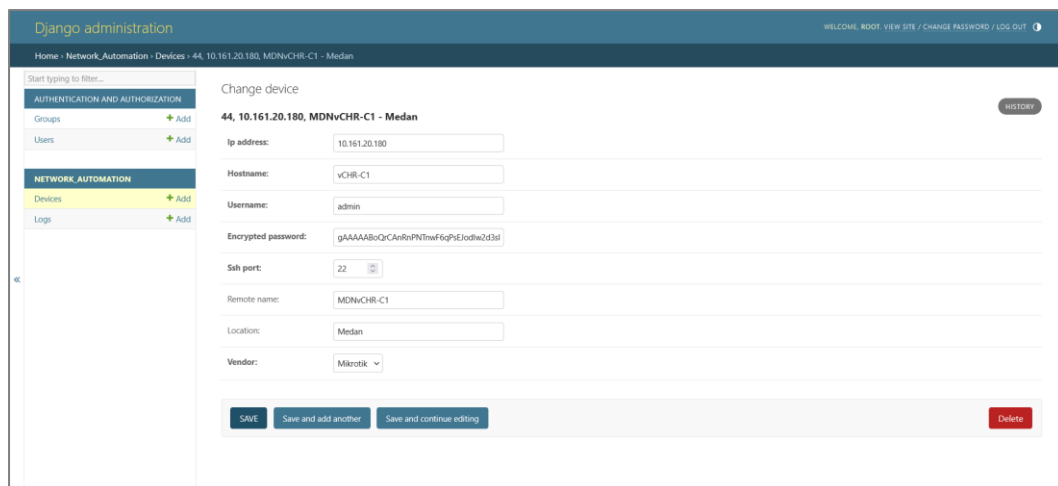 Django administration
WELCOME, ROOT. VIEW SITE / CHANGE PASSWORD / LOG OUT
Home › Network_Automation › Devices › 44, 10.161.20.180, MDNvCHR-C1 - Medan
Start typing to filter...
AUTHENTICATION AND AUTHORIZATION
Groups + Add
Users + Add
NETWORK_AUTOMATION
Devices + Add
Logs + Add
«
Change device
HISTORY
44, 10.161.20.180, MDNvCHR-C1 - Medan
Ip address: 10.161.20.180
Hostname: vCHR-C1
Username: admin
Encrypted password:
Ssh port: 22
Remote name: MDNvCHR-C1
Location: Medan
Vendor: Mikrotik
SAVE Save and add another Save and continue editing Delete